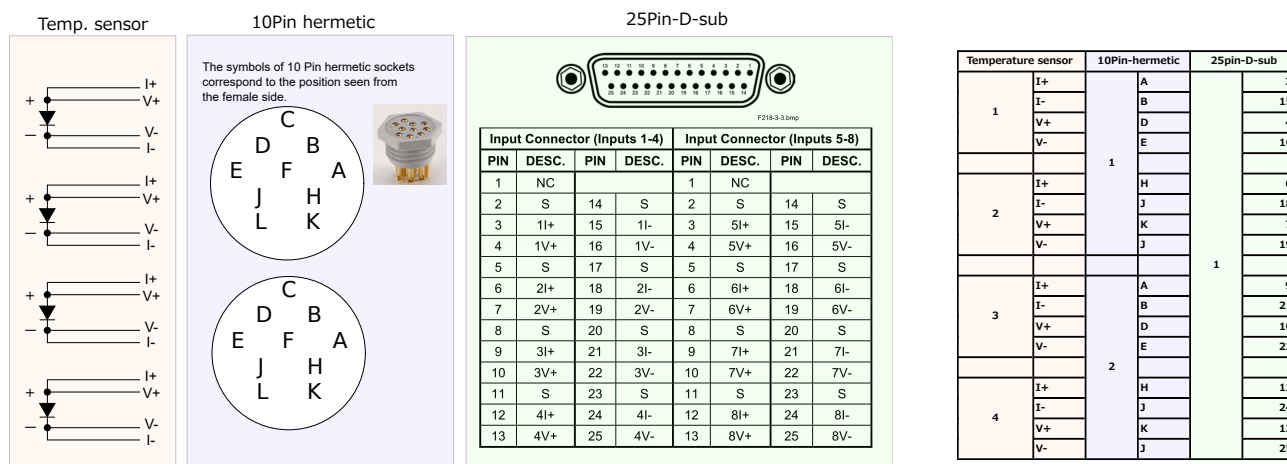 Temp. sensor
10Pin hermetic
25Pin-D-sub
I+
+
V+
V-
–
I-
I+
+
V+
V-
–
I-
I+
+
V+
V-
–
I-
I+
+
V+
V-
–
I-
The symbols of 10 Pin hermetic sockets
correspond to the position seen from
the female side.
C
D B
E F A
J H
L K
C
D B
E F A
J H
L K
13 12 11 10 9 8 7 6 5 4 3 2 1
25 24 23 22 21 20 19 18 17 16 15 14
F218-3-3.bmp
Input Connector (Inputs 1-4) Input Connector (Inputs 5-8)
PIN DESC. PIN DESC. PIN DESC. PIN DESC.
1 NC 1 NC
2 S 14 S 2 S 14 S
3 1I+ 15 1I- 3 5I+ 15 5I-
4 1V+ 16 1V- 4 5V+ 16 5V-
5 S 17 S 5 S 17 S
6 2I+ 18 2I- 6 6I+ 18 6I-
7 2V+ 19 2V- 7 6V+ 19 6V-
8 S 20 S 8 S 20 S
9 3I+ 21 3I- 9 7I+ 21 7I-
10 3V+ 22 3V- 10 7V+ 22 7V-
11 S 23 S 11 S 23 S
12 4I+ 24 4I- 12 8I+ 24 8I-
13 4V+ 25 4V- 13 8V+ 25 8V-
Temperature sensor 10Pin-hermetic 25pin-D-sub
I+ A
I- B
1
V+ D
V- E
1
I+ H
I- J
2
V+ K
V- J
1
I+ A
I- B
3
V+ D
V- E
2
I+ H
I- J
4
V+ K
V- J